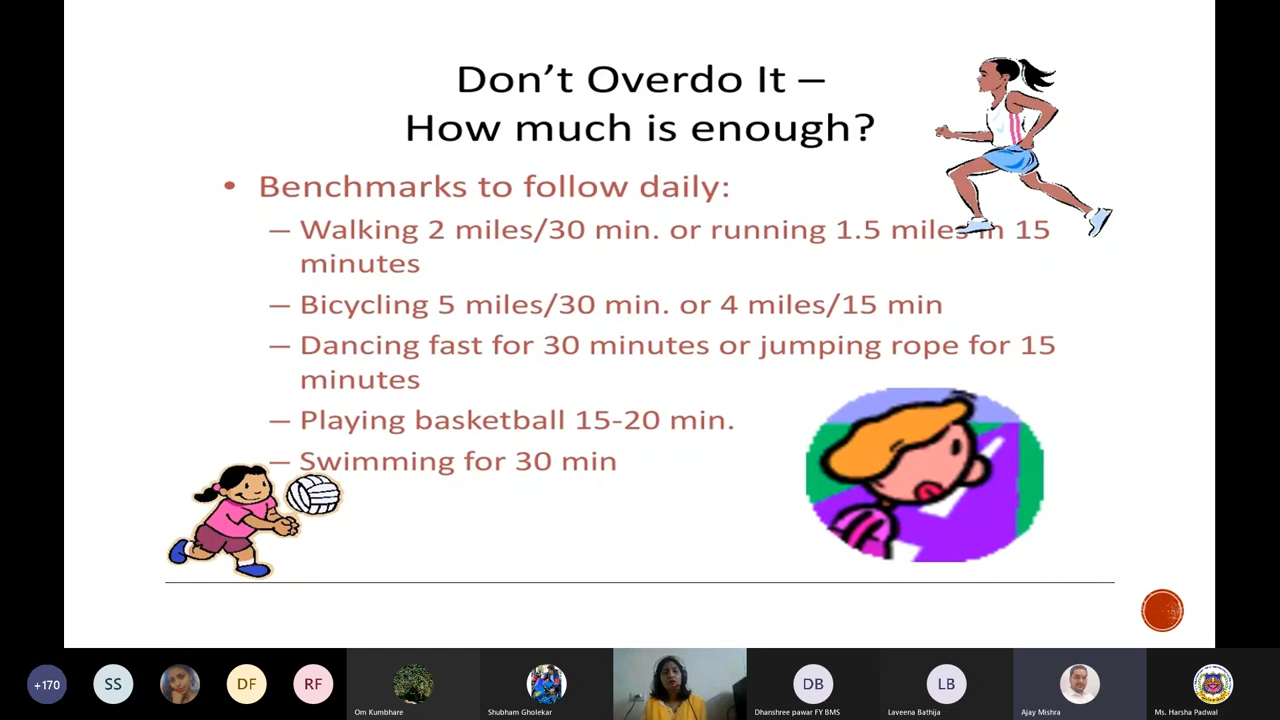 Don't Overdo It –
How much is enough?
• Benchmarks to follow daily:
– Walking 2 miles/30 min. or running 1.5 miles in 15
minutes
– Bicycling 5 miles/30 min. or 4 miles/15 min
– Dancing fast for 30 minutes or jumping rope for 15
minutes
– Playing basketball 15-20 min.
– Swimming for 30 min
+170
SS
DF
RF
Om Kumbhare
Shubham Gholekar
DB
Dhanshree pawar FY BMS
LB
Laveena Bathija
Ajay Mishra
Ms. Harsha Padwal